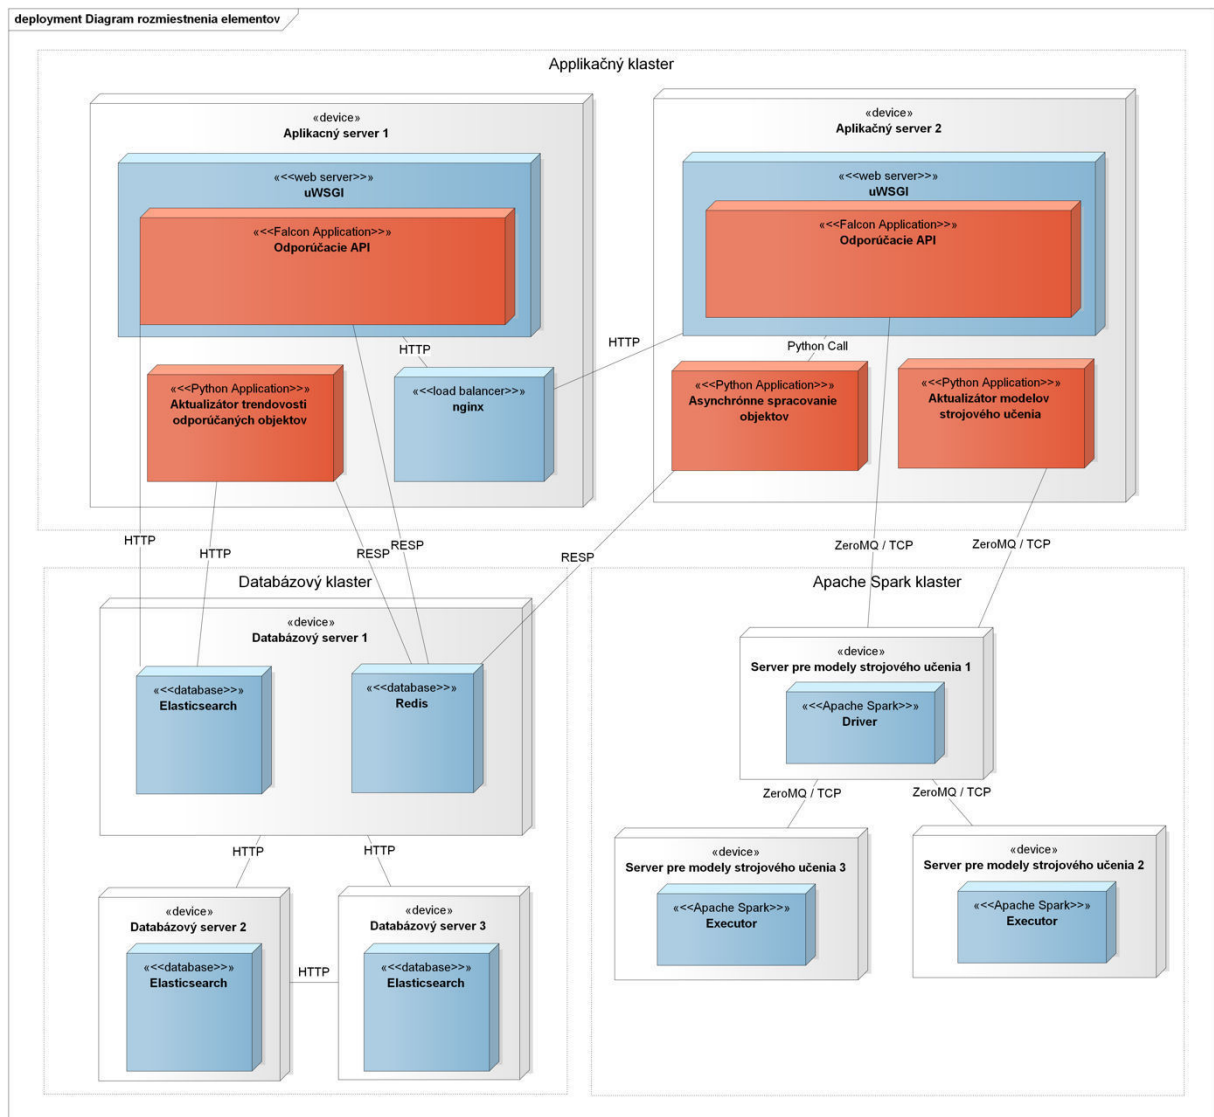 deployment Diagram rozmiestnenia elementov
Applikačný klaster
«device»
Aplikacný server 1
«<<web server>>»
uWSGI
«<<Falcon Application>>»
Odporúčacie API
HTTP
«<<Python Application>>»
Aktualizátor trendovosti
odporúčaných objektov
«<<load balancer>>»
nginx
HTTP
«device»
Aplikačný server 2
«<<web server>>»
uWSGI
«<<Falcon Application>>»
Odporúčacie API
Python Call
«<<Python Application>>»
Asynchrónne spracovanie
objektov
«<<Python Application>>»
Aktualizátor modelov
strojového učenia
HTTP
HTTP
RESP
RESP
RESP
ZeroMQ / TCP
ZeroMQ / TCP
Databázový klaster
«device»
Databázový server 1
«<<database>>»
Elasticsearch
«<<database>>»
Redis
HTTP
HTTP
«device»
Databázový server 2
«<<database>>»
Elasticsearch
HTTP
«device»
Databázový server 3
«<<database>>»
Elasticsearch
Apache Spark klaster
«device»
Server pre modely strojového učenia 1
«<<Apache Spark>>»
Driver
ZeroMQ / TCP
ZeroMQ / TCP
«device»
Server pre modely strojového učenia 3
«<<Apache Spark>>»
Executor
«device»
Server pre modely strojového učenia 2
«<<Apache Spark>>»
Executor